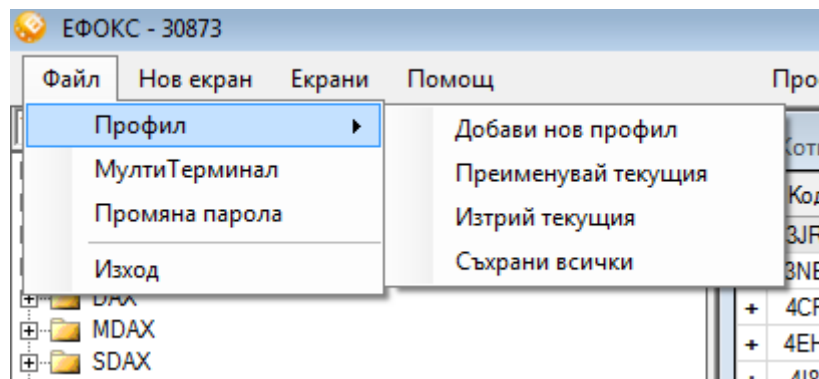 ЕФОКС - 30873
Файл Нов екран Екрани Помощ
Профил
МултиТерминал
Промяна парола
Изход
Добави нов профил
Преименувай текущия
Изтрий текущия
Съхрани всички
MDAX
SDAX